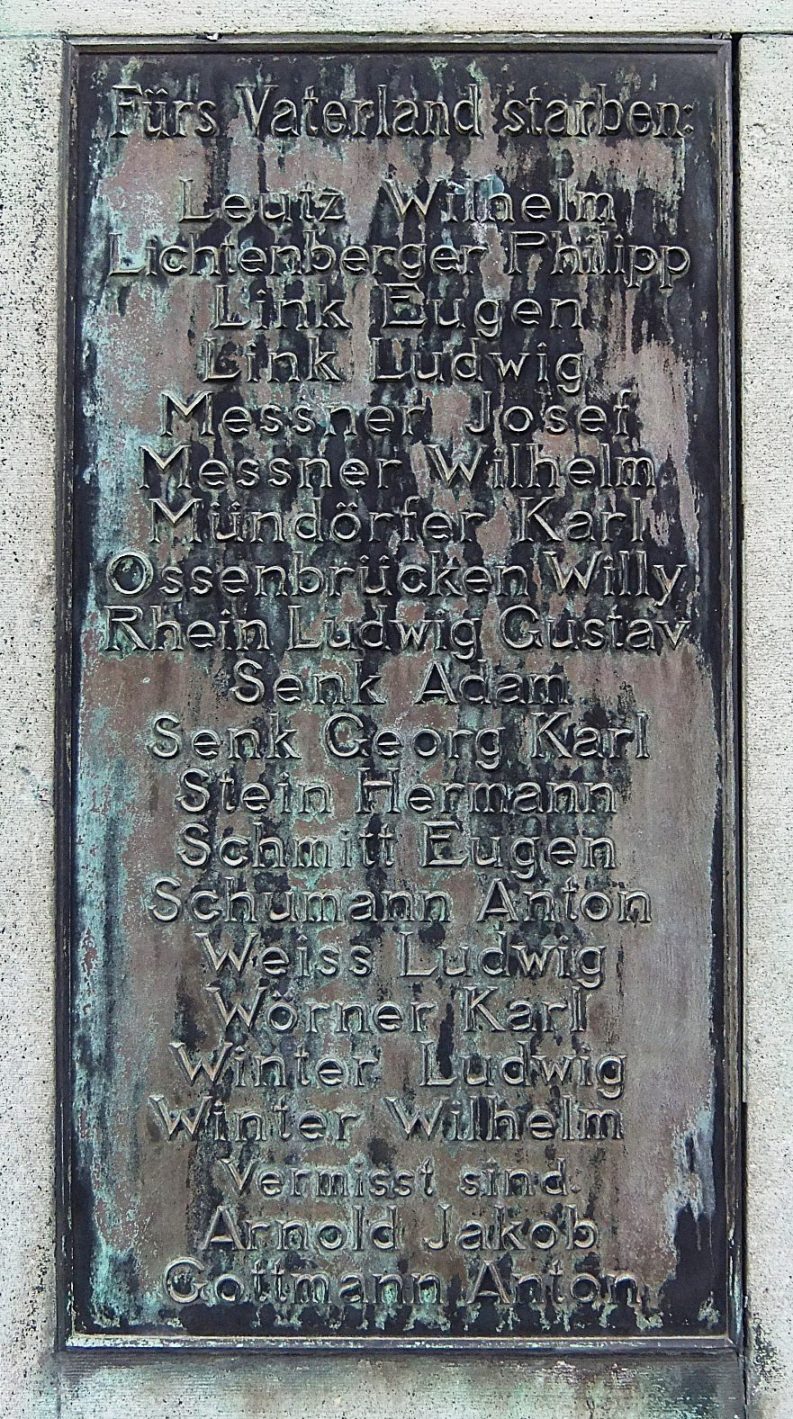 Fürs Vaterland starben:
Leutz Wilhelm
Lichtenberger Philipp
Link Eugen
Link Ludwig
Messner Josef
Messner Wilhelm
Mündörfer Karl
Ossenbrücken Willy
Rhein Ludwig Gustav
Senk Adam
Senk Georg Karl
Stein Hermann
Schmitt Eugen
Schumann Anton
Weiss Ludwig
Wörner Karl
Winter Ludwig
Winter Wilhelm
Vermisst sind:
Arnold Jakob
Gottmann Anton